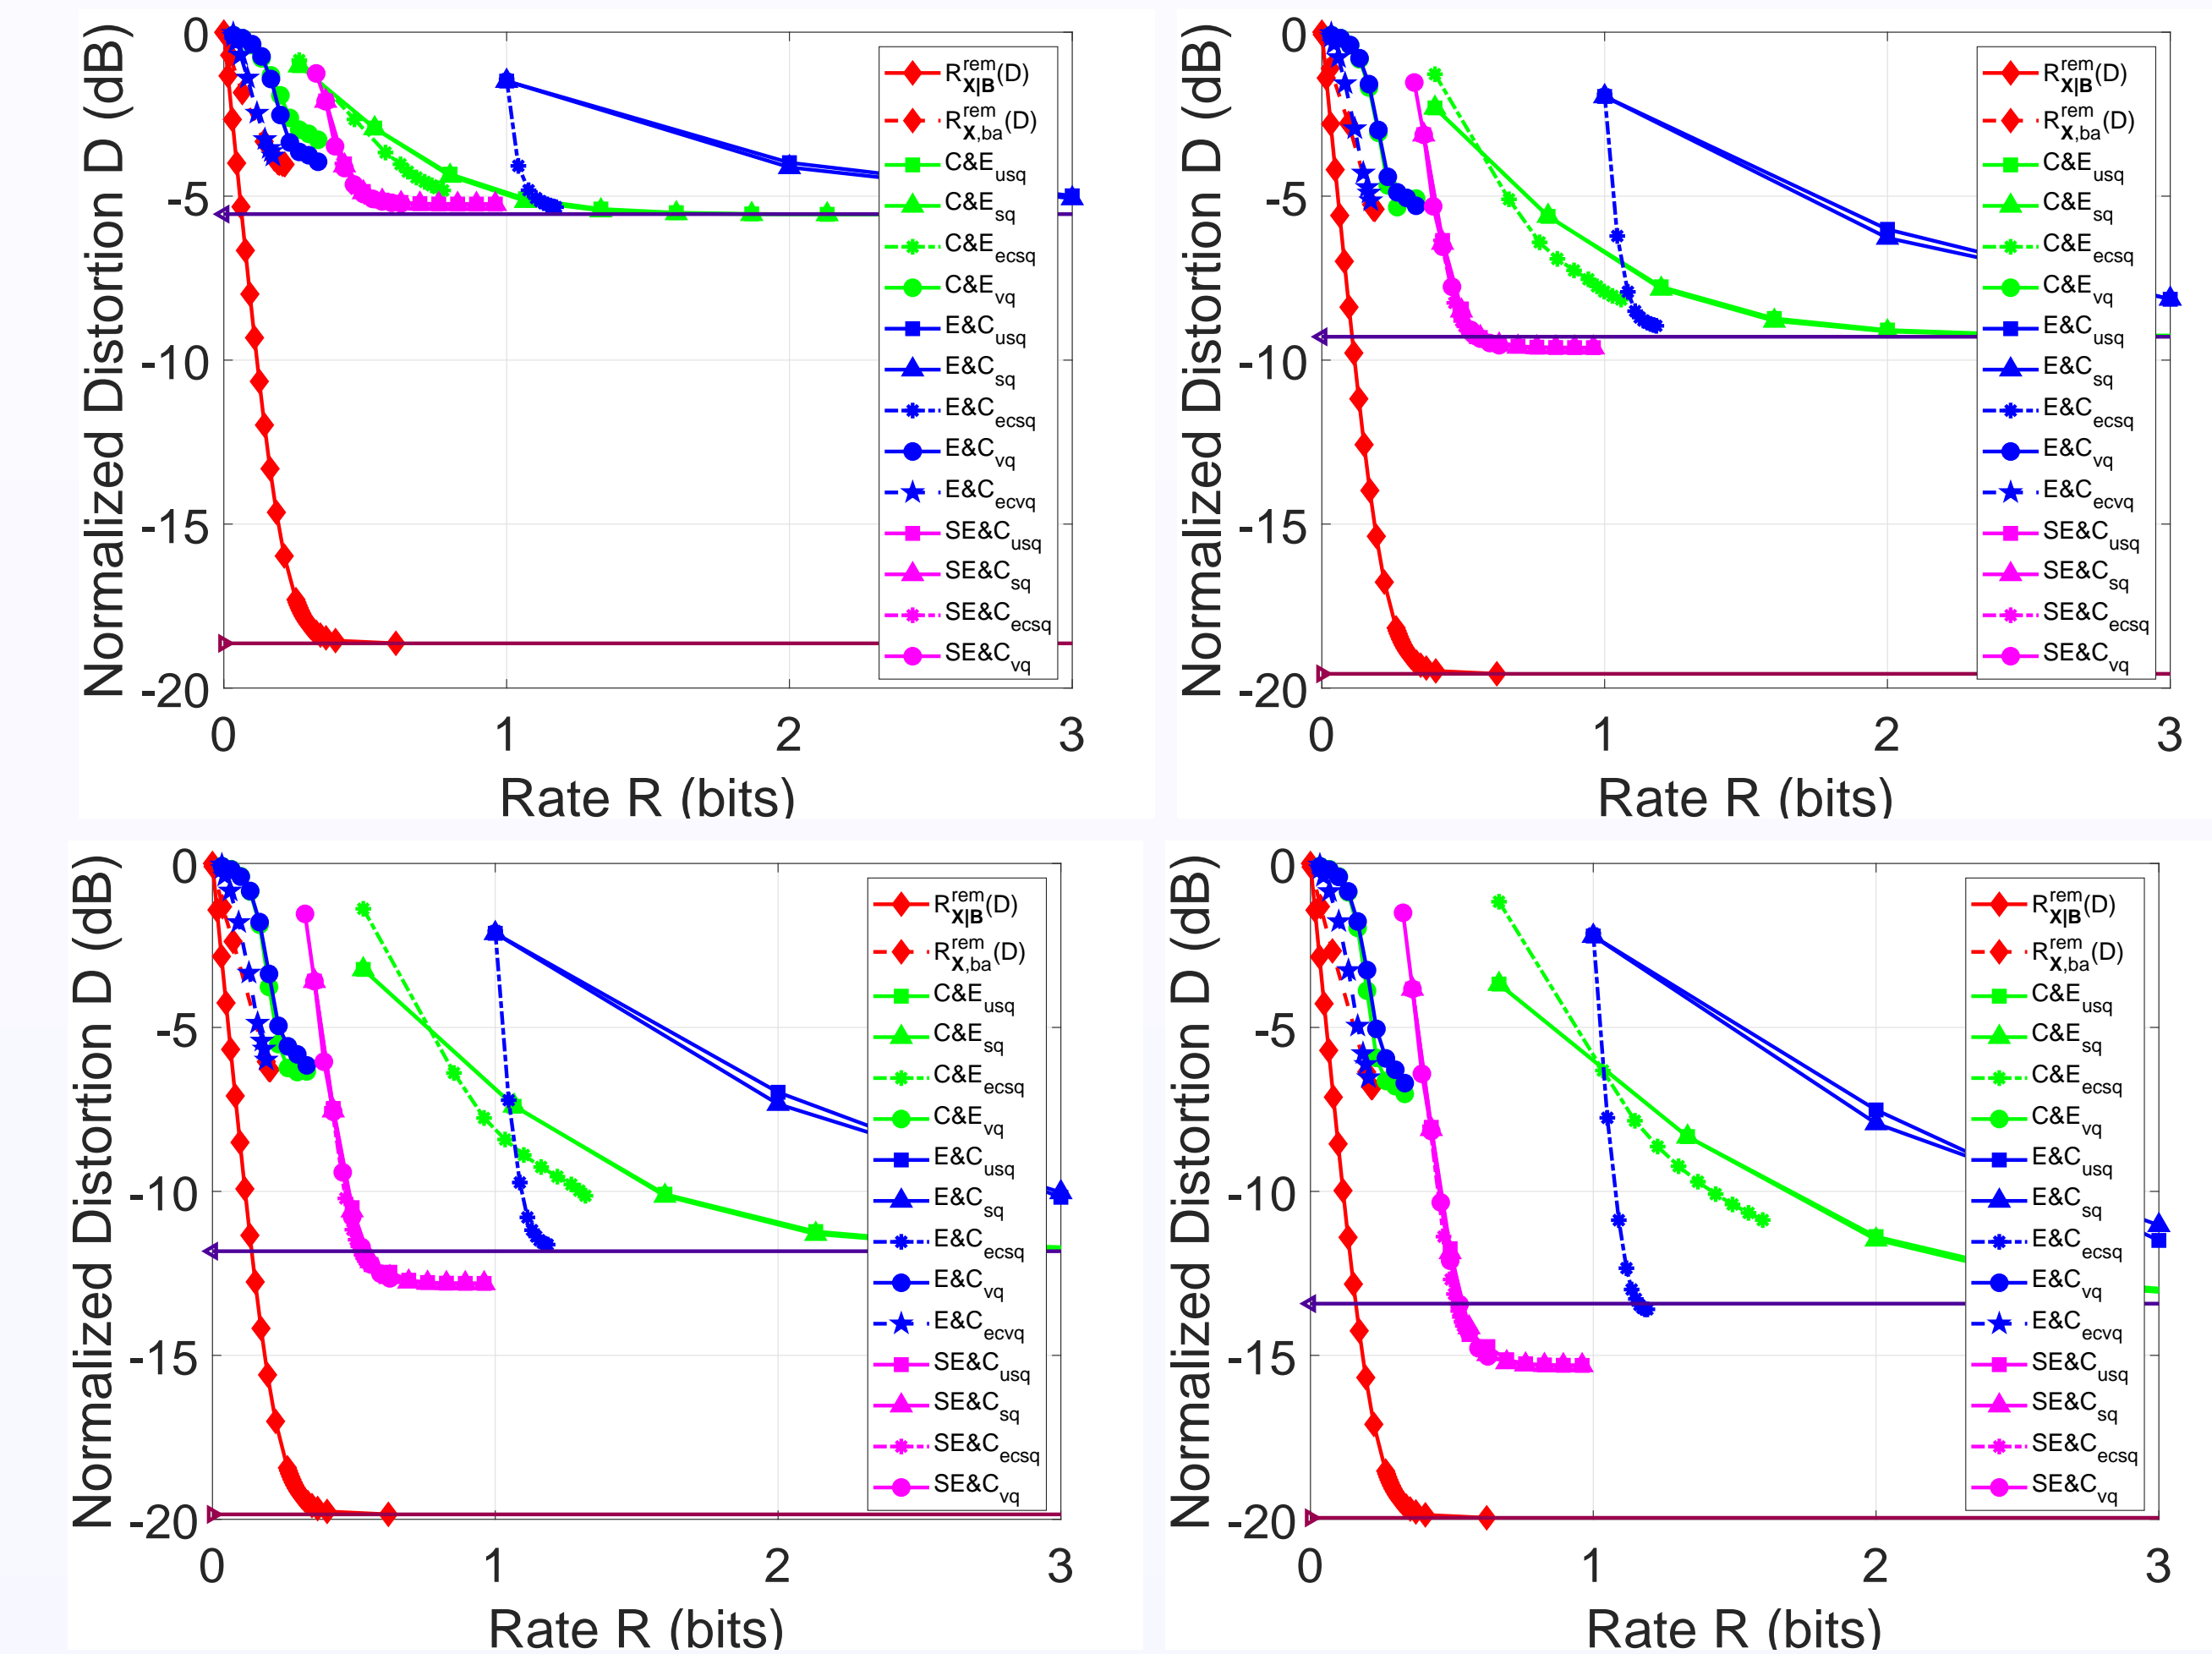 Normalized Distortion D (dB)
0
-5
-10
-15
-20
0 1 2 3
Rate R (bits)
R^rem_X|B(D)
R^rem_X,ba(D)
C&E_usq
C&E_sq
C&E_ecsq
C&E_vq
E&C_usq
E&C_sq
E&C_ecsq
E&C_vq
E&C_ecvq
SE&C_usq
SE&C_sq
SE&C_ecsq
SE&C_vq
Normalized Distortion D (dB)
0
-5
-10
-15
-20
0 1 2 3
Rate R (bits)
R^rem_X|B(D)
R^rem_X,ba(D)
C&E_usq
C&E_sq
C&E_ecsq
C&E_vq
E&C_usq
E&C_sq
E&C_ecsq
E&C_vq
E&C_ecvq
SE&C_usq
SE&C_sq
SE&C_ecsq
SE&C_vq
Normalized Distortion D (dB)
0
-5
-10
-15
-20
0 1 2 3
Rate R (bits)
R^rem_X|B(D)
R^rem_X,ba(D)
C&E_usq
C&E_sq
C&E_ecsq
C&E_vq
E&C_usq
E&C_sq
E&C_ecsq
E&C_vq
E&C_ecvq
SE&C_usq
SE&C_sq
SE&C_ecsq
SE&C_vq
Normalized Distortion D (dB)
0
-5
-10
-15
-20
0 1 2 3
Rate R (bits)
R^rem_X|B(D)
R^rem_X,ba(D)
C&E_usq
C&E_sq
C&E_ecsq
C&E_vq
E&C_usq
E&C_sq
E&C_ecsq
E&C_vq
E&C_ecvq
SE&C_usq
SE&C_sq
SE&C_ecsq
SE&C_vq